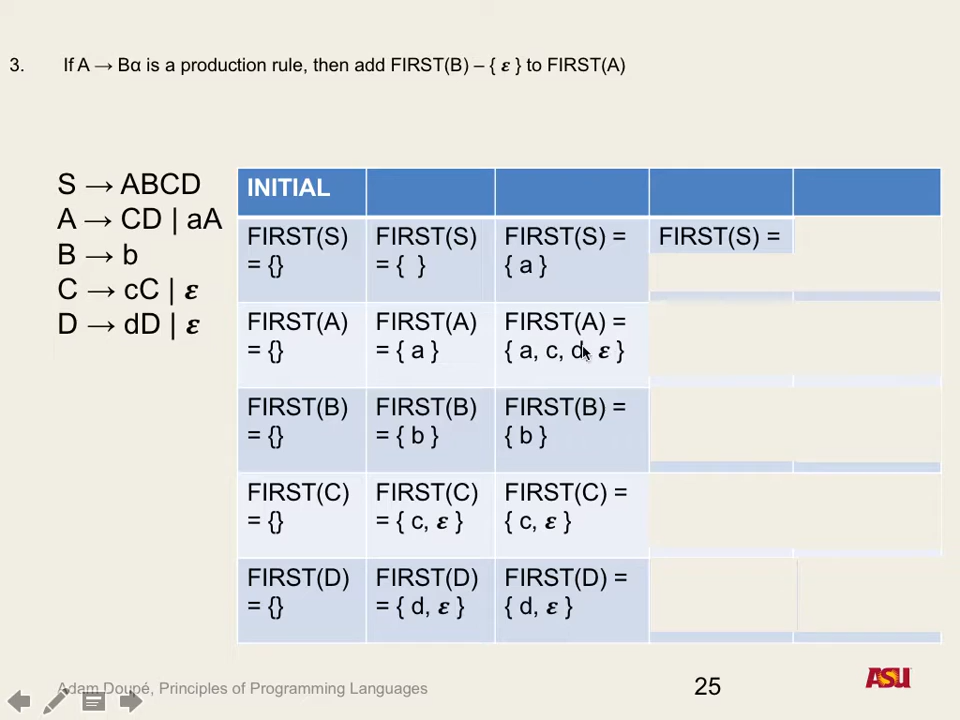 3. If A → Bα is a production rule, then add FIRST(B) – { ε } to FIRST(A)
S → ABCD
A → CD | aA
B → b
C → cC | ε
D → dD | ε
INITIAL
FIRST(S) = {} FIRST(S) = { } FIRST(S) = { a } FIRST(S) =
FIRST(A) = {} FIRST(A) = { a } FIRST(A) = { a, c, d, ε }
FIRST(B) = {} FIRST(B) = { b } FIRST(B) = { b }
FIRST(C) = {} FIRST(C) = { c, ε } FIRST(C) = { c, ε }
FIRST(D) = {} FIRST(D) = { d, ε } FIRST(D) = { d, ε }
Adam Doupé, Principles of Programming Languages
25
ASU